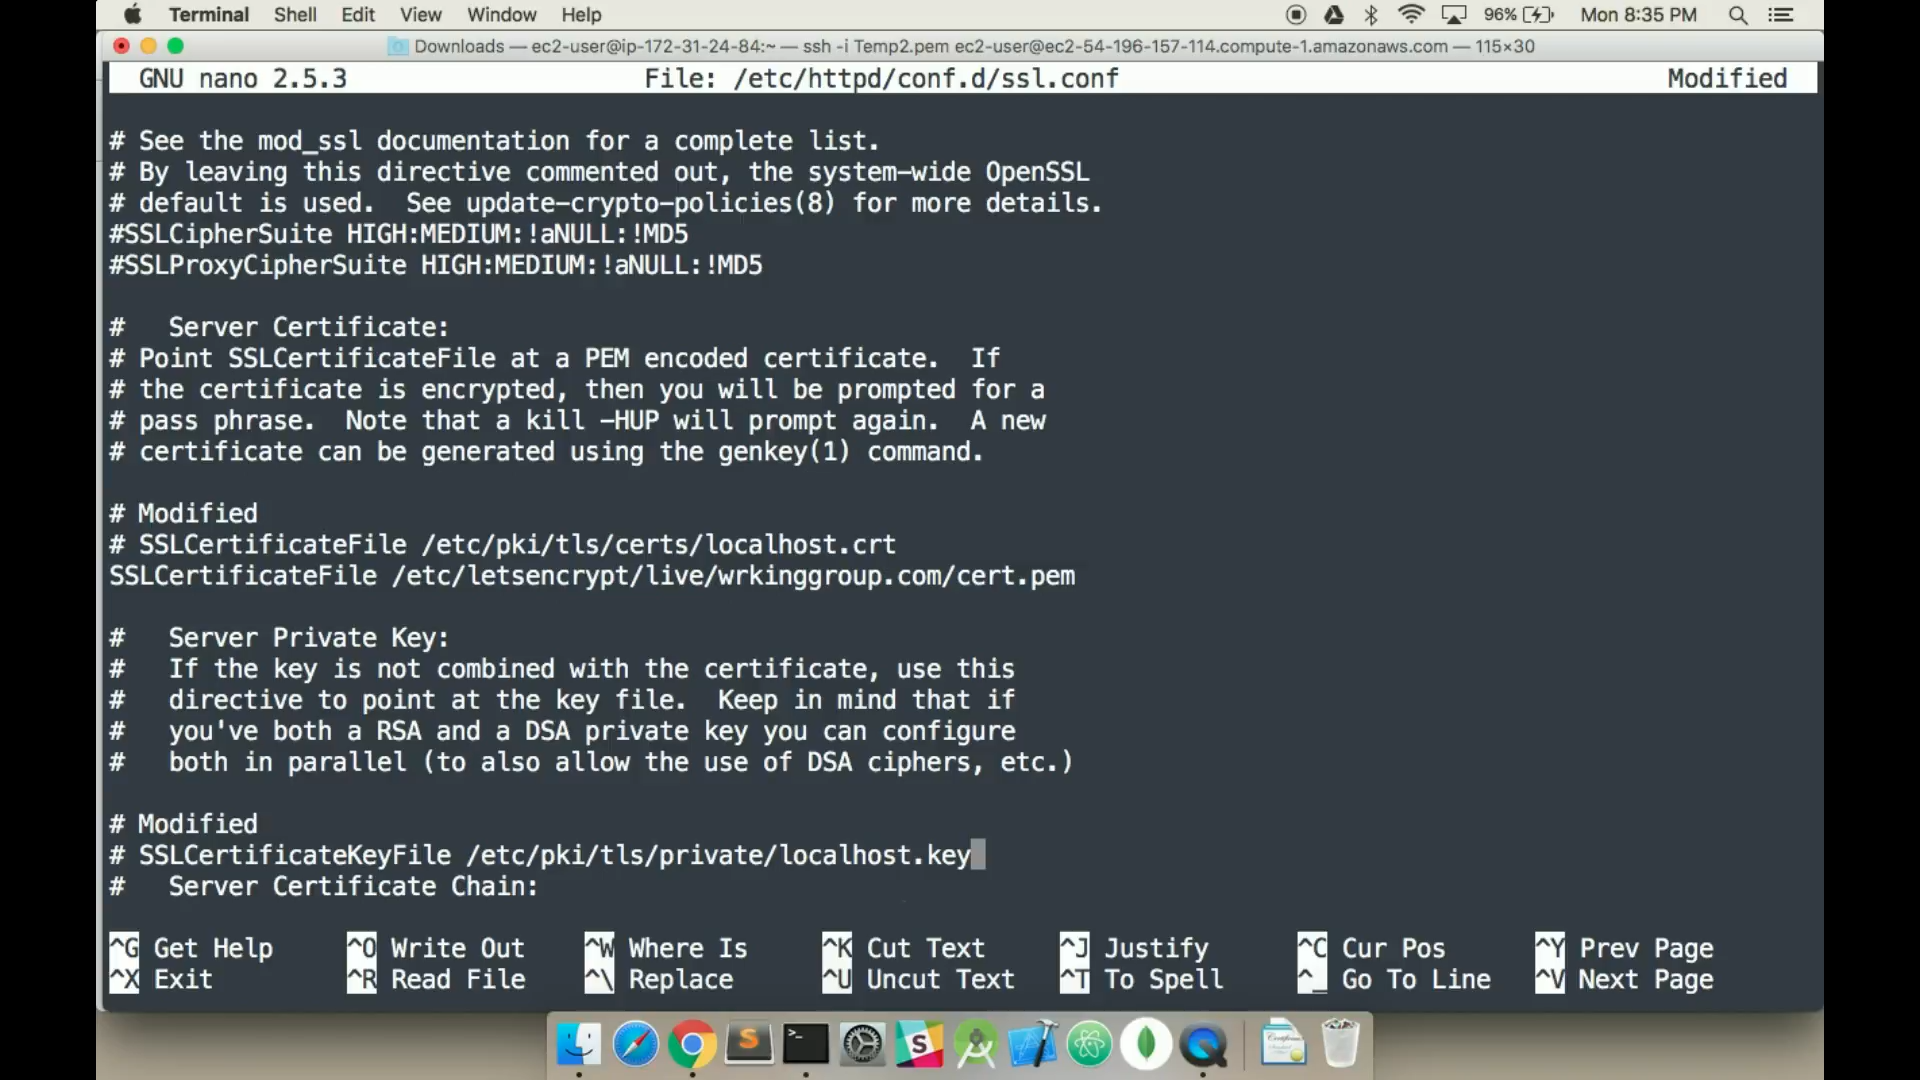 Terminal Shell Edit View Window Help 96% Mon 8:35 PM
Downloads — ec2-user@ip-172-31-24-84:~ — ssh -i Temp2.pem ec2-user@ec2-54-196-157-114.compute-1.amazonaws.com — 115×30
GNU nano 2.5.3 File: /etc/httpd/conf.d/ssl.conf Modified
# See the mod_ssl documentation for a complete list.
# By leaving this directive commented out, the system-wide OpenSSL
# default is used.  See update-crypto-policies(8) for more details.
#SSLCipherSuite HIGH:MEDIUM:!aNULL:!MD5
#SSLProxyCipherSuite HIGH:MEDIUM:!aNULL:!MD5
#   Server Certificate:
# Point SSLCertificateFile at a PEM encoded certificate.  If
# the certificate is encrypted, then you will be prompted for a
# pass phrase.  Note that a kill -HUP will prompt again.  A new
# certificate can be generated using the genkey(1) command.
# Modified
# SSLCertificateFile /etc/pki/tls/certs/localhost.crt
SSLCertificateFile /etc/letsencrypt/live/wrkinggroup.com/cert.pem
#   Server Private Key:
#   If the key is not combined with the certificate, use this
#   directive to point at the key file.  Keep in mind that if
#   you've both a RSA and a DSA private key you can configure
#   both in parallel (to also allow the use of DSA ciphers, etc.)
# Modified
# SSLCertificateKeyFile /etc/pki/tls/private/localhost.key
#   Server Certificate Chain:
^G Get Help ^O Write Out ^W Where Is ^K Cut Text ^J Justify ^C Cur Pos ^Y Prev Page
^X Exit ^R Read File ^\ Replace ^U Uncut Text ^T To Spell ^_ Go To Line ^V Next Page